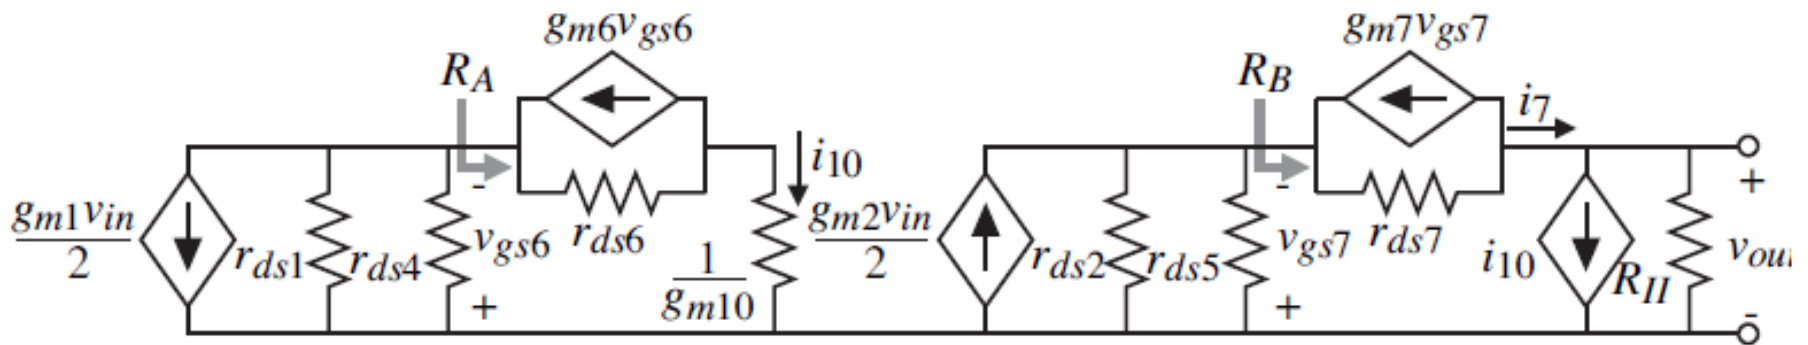 gm6vgs6
gm7vgs7
RA
RB
i7
i10
-
-
+
gm1vin
2
rds1
rds4
vgs6
rds6
1
gm10
gm2vin
2
rds2
rds5
vgs7
rds7
i10
RII
vout
+
+
-